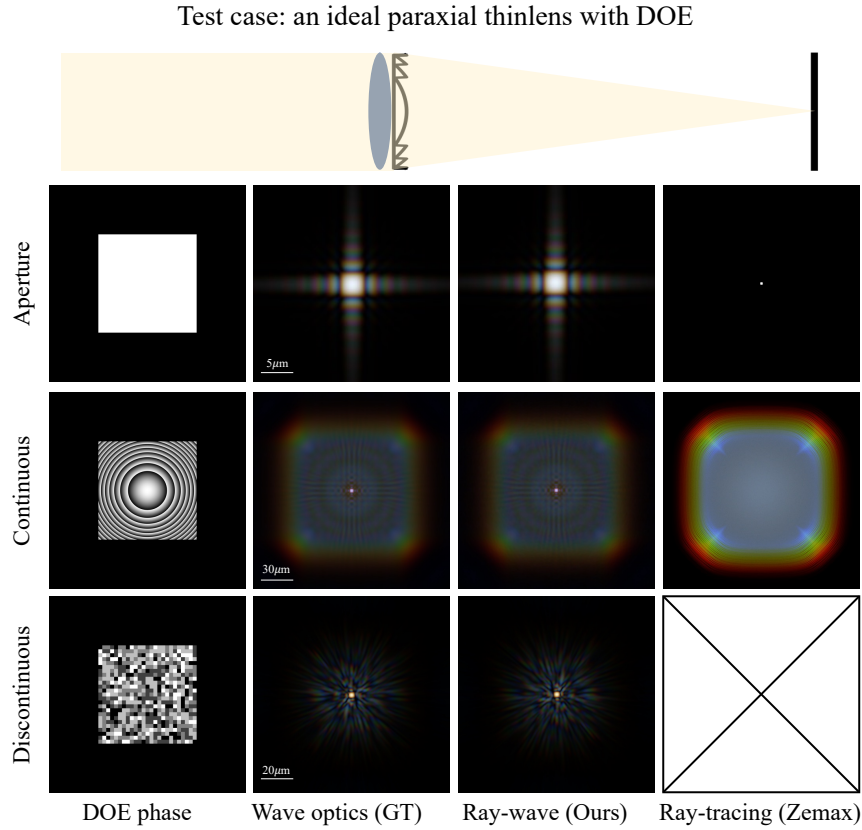 Test case: an ideal paraxial thinlens with DOE
Aperture
5μm
Continuous
30μm
Discontinuous
20μm
DOE phase
Wave optics (GT)
Ray-wave (Ours)
Ray-tracing (Zemax)